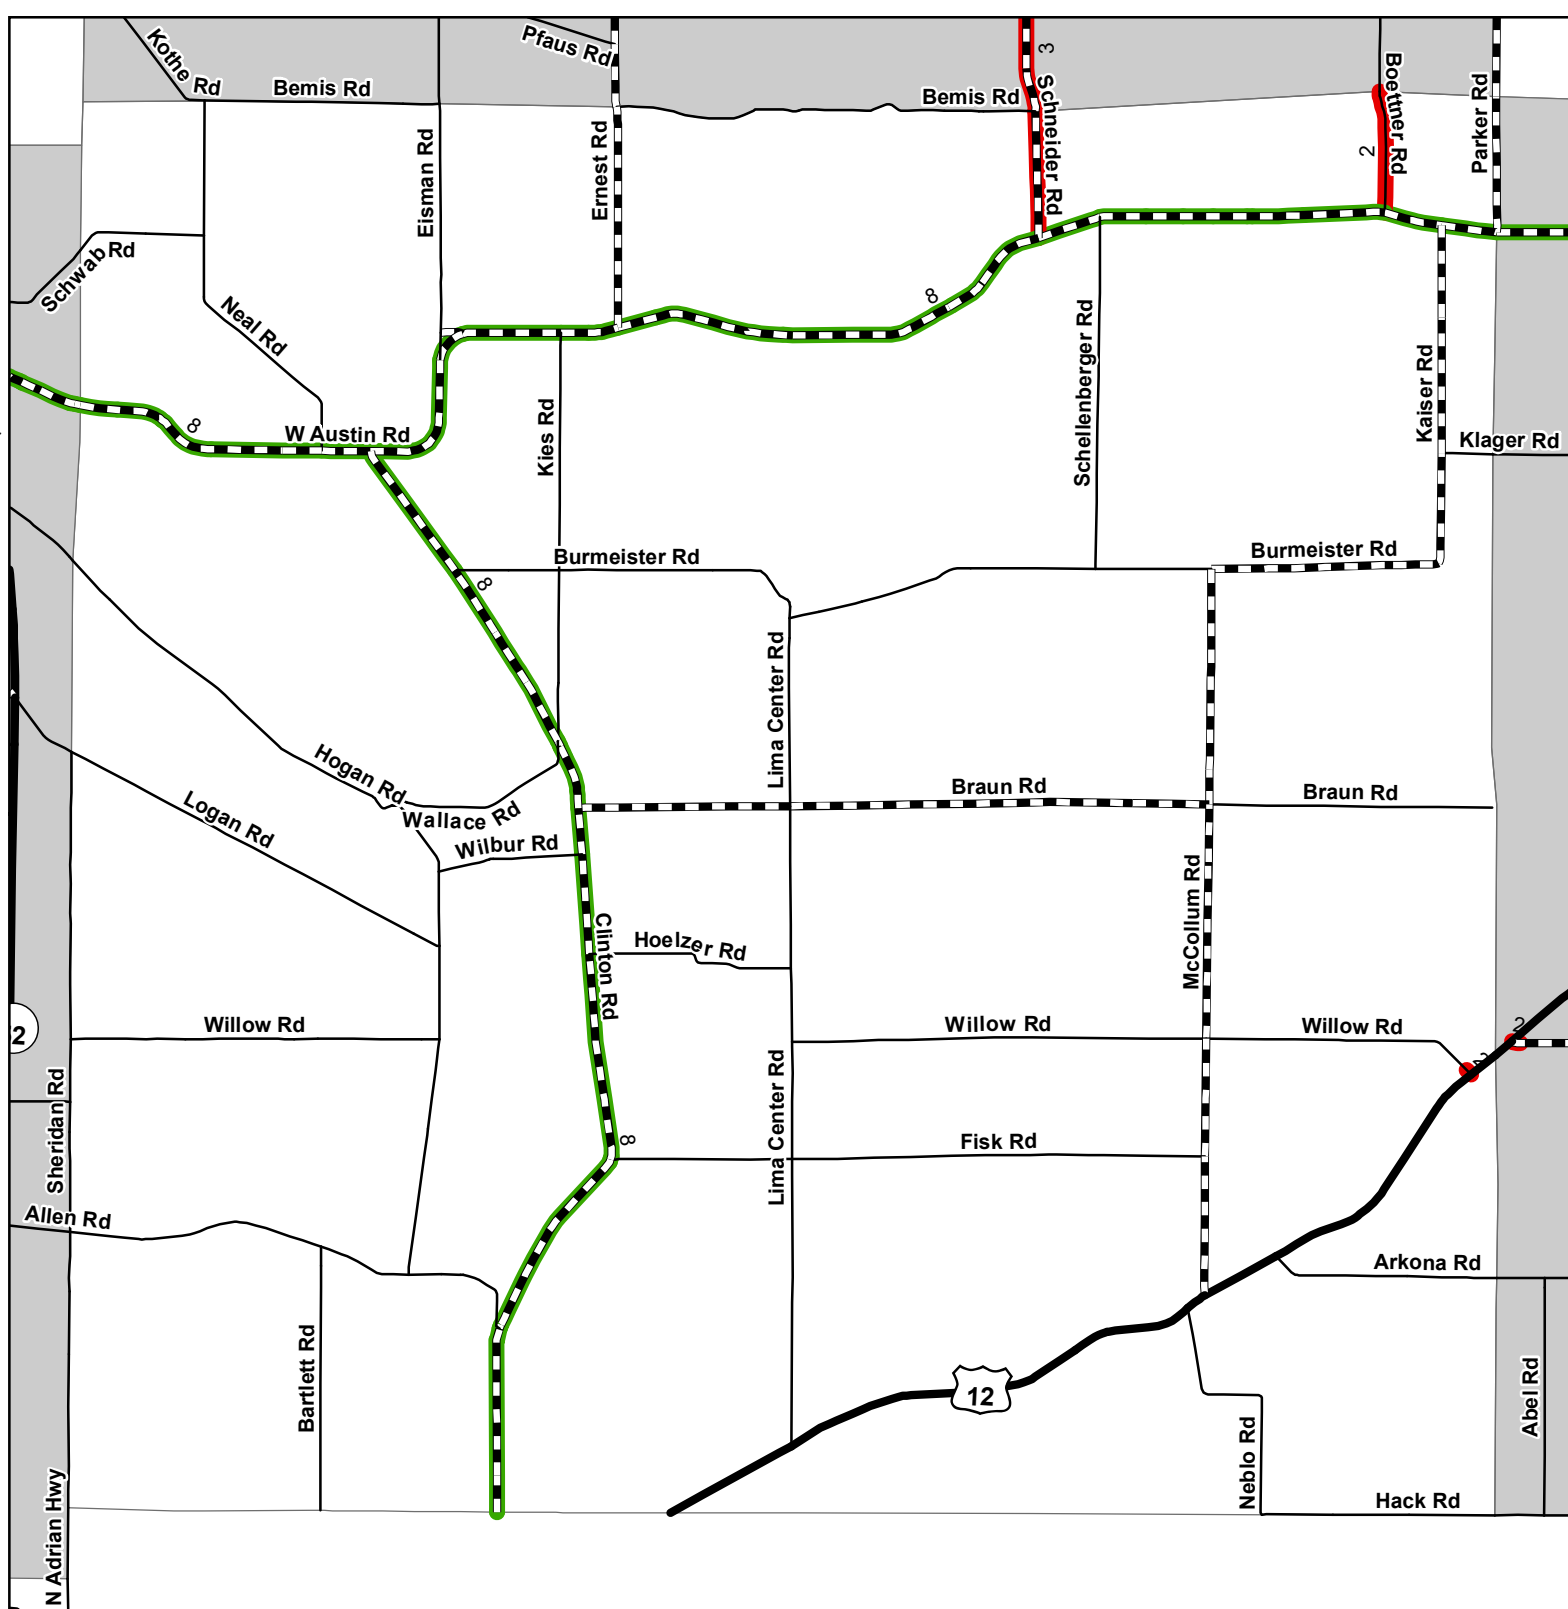 Kothe Rd
Pfaus Rd
Bemis Rd
Bemis Rd
3
Schneider Rd
Boettner Rd
2
Parker Rd
Eisman Rd
Ernest Rd
Schwab Rd
Neal Rd
8
8
W Austin Rd
Kies Rd
Schellenberger Rd
Kaiser Rd
Klager Rd
Burmeister Rd
Burmeister Rd
8
Lima Center Rd
Hogan Rd
Logan Rd
Wallace Rd
Wilbur Rd
Braun Rd
Braun Rd
McCollum Rd
Clinton Rd
Hoelzer Rd
Willow Rd
Willow Rd
Willow Rd
2
2
2
Sheridan Rd
Lima Center Rd
8
Fisk Rd
Allen Rd
Arkona Rd
Bartlett Rd
12
Abel Rd
Neblo Rd
N Adrian Hwy
Hack Rd